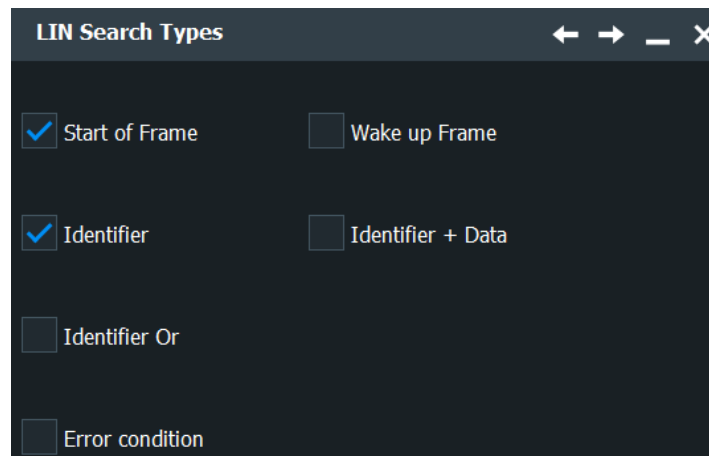 LIN Search Types
Start of Frame
Wake up Frame
Identifier
Identifier + Data
Identifier Or
Error condition